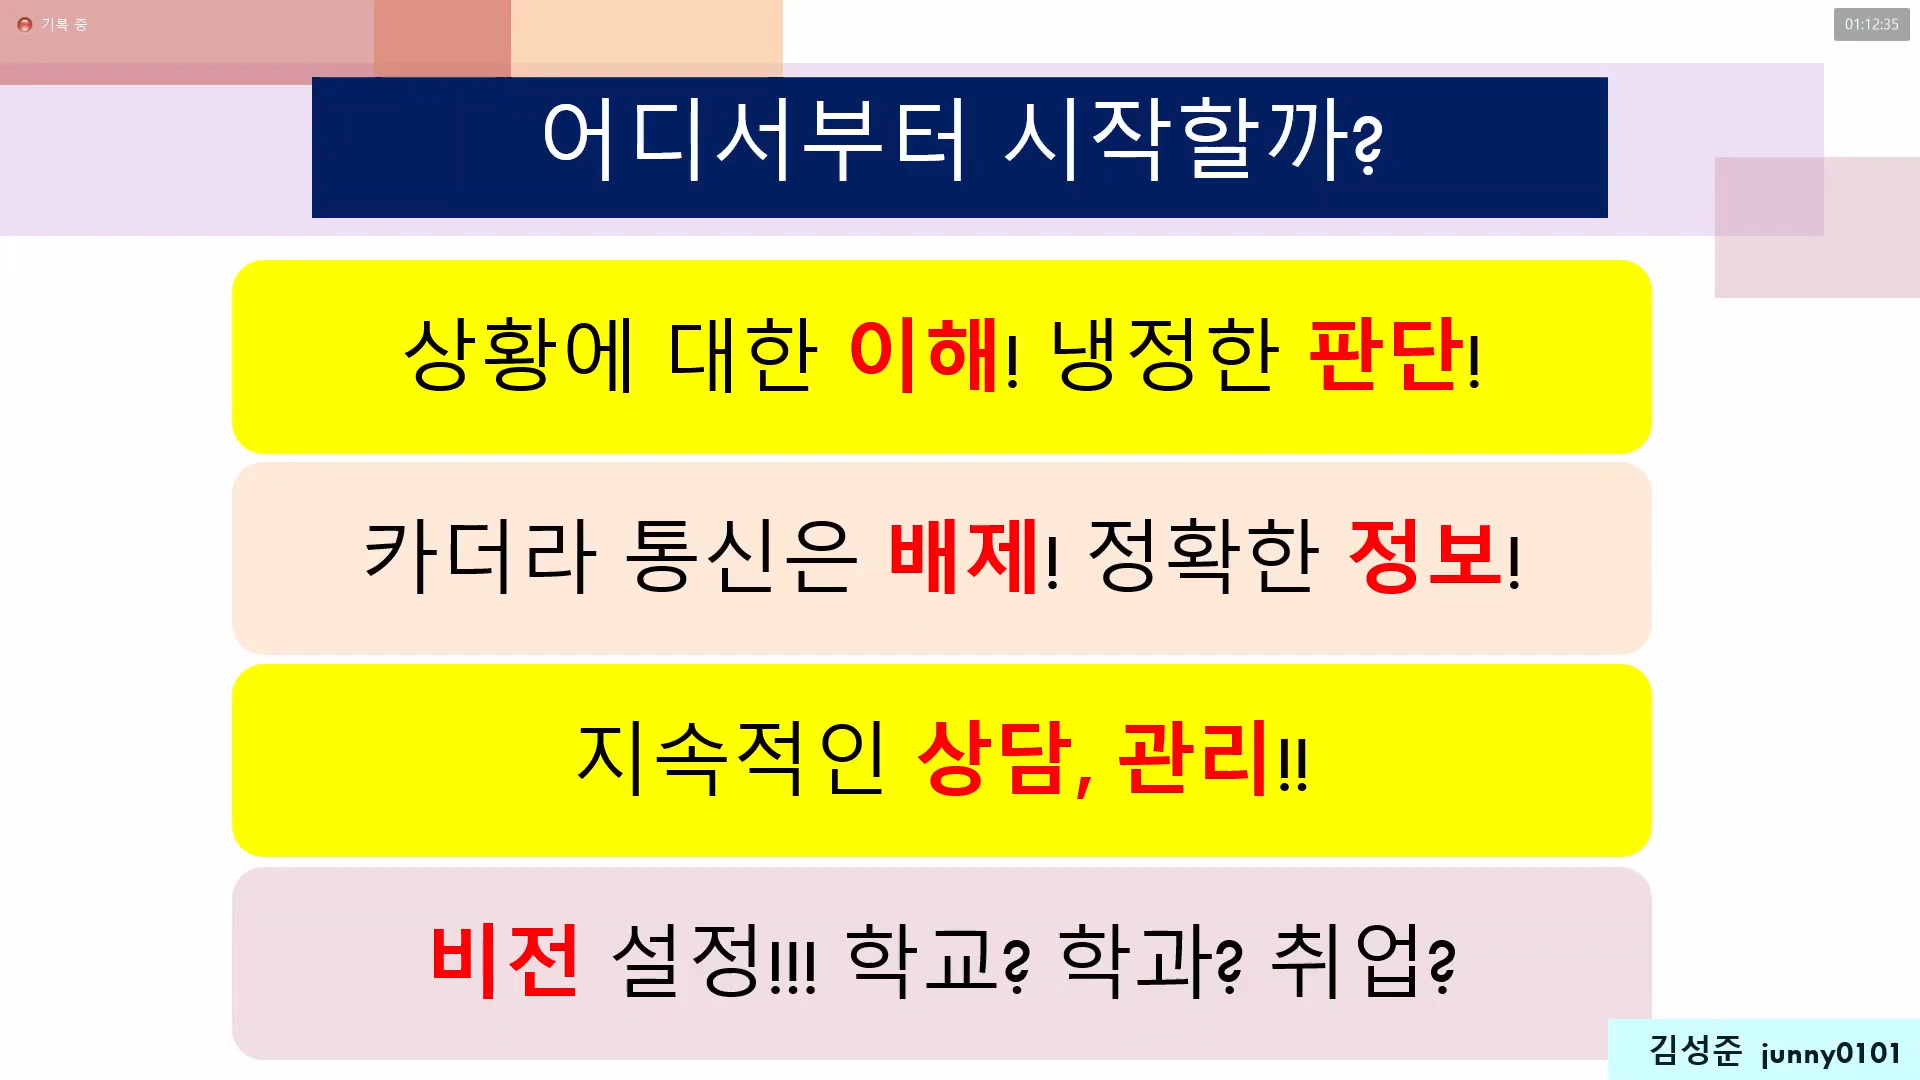 기록 중
01:12:35
어디서부터 시작할까?
상황에 대한 이해! 냉정한 판단!
카더라 통신은 배제! 정확한 정보!
지속적인 상담, 관리!!
비전 설정!!! 학교? 학과? 취업?
김성준 junny0101